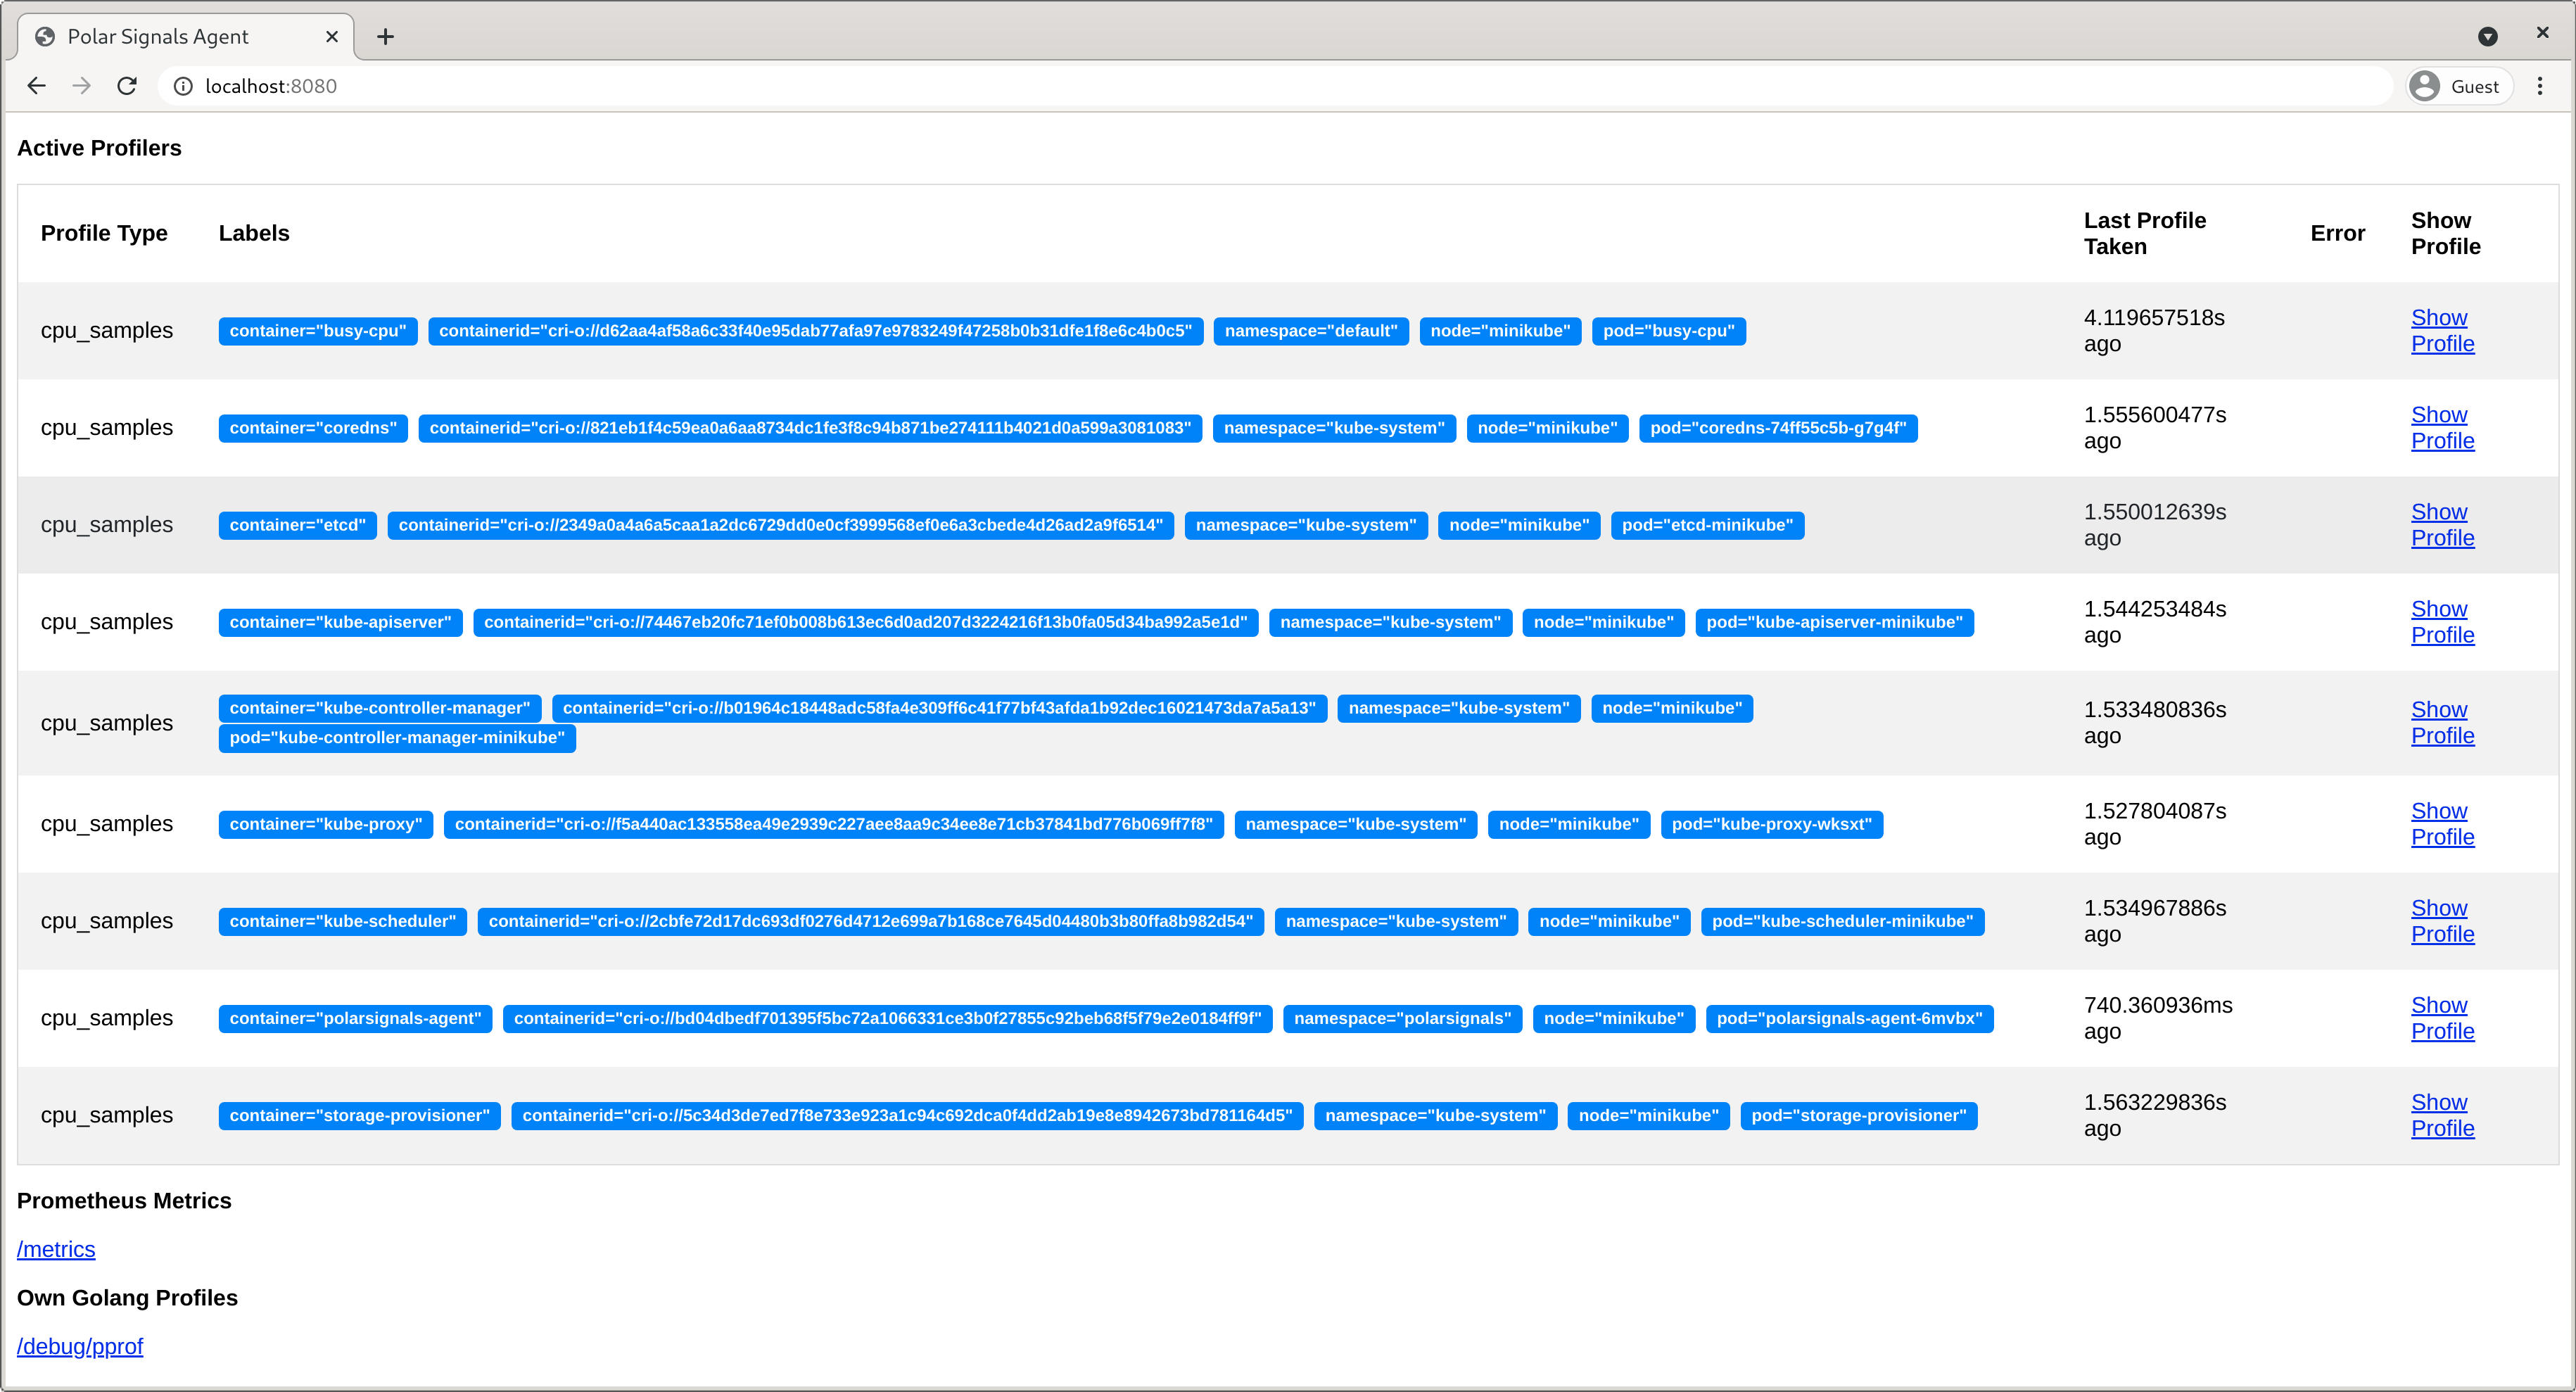 Polar Signals Agent
localhost:8080
Guest
Active Profilers
Profile Type Labels Last Profile Taken Error Show Profile
cpu_samples container="busy-cpu" containerid="cri-o://d62aa4af58a6c33f40e95dab77afa97e9783249f47258b0b31dfe1f8e6c4b0c5" namespace="default" node="minikube" pod="busy-cpu" 4.119657518s ago Show Profile
cpu_samples container="coredns" containerid="cri-o://821eb1f4c59ea0a6aa8734dc1fe3f8c94b871be274111b4021d0a599a3081083" namespace="kube-system" node="minikube" pod="coredns-74ff55c5b-g7g4f" 1.555600477s ago Show Profile
cpu_samples container="etcd" containerid="cri-o://2349a0a4a6a5caa1a2dc6729dd0e0cf3999568ef0e6a3cbede4d26ad2a9f6514" namespace="kube-system" node="minikube" pod="etcd-minikube" 1.550012639s ago Show Profile
cpu_samples container="kube-apiserver" containerid="cri-o://74467eb20fc71ef0b008b613ec6d0ad207d3224216f13b0fa05d34ba992a5e1d" namespace="kube-system" node="minikube" pod="kube-apiserver-minikube" 1.544253484s ago Show Profile
cpu_samples container="kube-controller-manager" containerid="cri-o://b01964c18448adc58fa4e309ff6c41f77bf43afda1b92dec16021473da7a5a13" namespace="kube-system" node="minikube" pod="kube-controller-manager-minikube" 1.533480836s ago Show Profile
cpu_samples container="kube-proxy" containerid="cri-o://f5a440ac133558ea49e2939c227aee8aa9c34ee8e71cb37841bd776b069ff7f8" namespace="kube-system" node="minikube" pod="kube-proxy-wksxt" 1.527804087s ago Show Profile
cpu_samples container="kube-scheduler" containerid="cri-o://2cbfe72d17dc693df0276d4712e699a7b168ce7645d04480b3b80ffa8b982d54" namespace="kube-system" node="minikube" pod="kube-scheduler-minikube" 1.534967886s ago Show Profile
cpu_samples container="polarsignals-agent" containerid="cri-o://bd04dbedf701395f5bc72a1066331ce3b0f27855c92beb68f5f79e2e0184ff9f" namespace="polarsignals" node="minikube" pod="polarsignals-agent-6mvbx" 740.360936ms ago Show Profile
cpu_samples container="storage-provisioner" containerid="cri-o://5c34d3de7ed7f8e733e923a1c94c692dca0f4dd2ab19e8e8942673bd781164d5" namespace="kube-system" node="minikube" pod="storage-provisioner" 1.563229836s ago Show Profile
Prometheus Metrics
/metrics
Own Golang Profiles
/debug/pprof